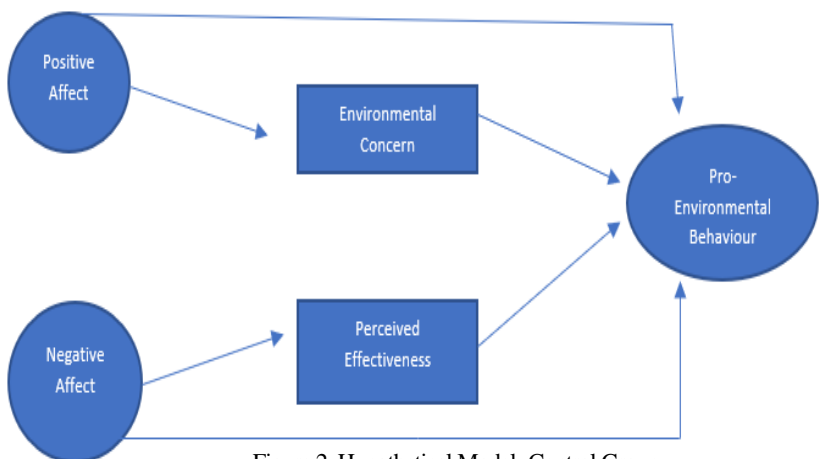 Positive
Affect
Environmental
Concern
Pro-
Environmental
Behaviour
Perceived
Effectiveness
Negative
Affect